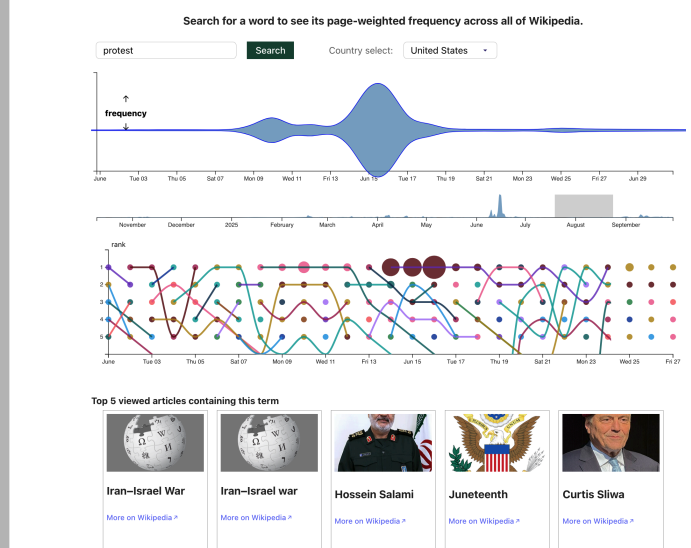 Search for a word to see its page-weighted frequency across all of Wikipedia.
protest Search Country select: United States
frequency
June Tue 03 Thu 05 Sat 07 Mon 09 Wed 11 Fri 13 Jun 15 Tue 17 Thu 19 Sat 21 Mon 23 Wed 25 Fri 27 Jun 29
November December 2025 February March April May June July August September
rank
1
2
3
4
5
June Tue 03 Thu 05 Sat 07 Mon 09 Wed 11 Fri 13 Jun 15 Tue 17 Thu 19 Sat 21 Mon 23 Wed 25 Fri 27
Top 5 viewed articles containing this term
Iran–Israel War Iran–Israel war Hossein Salami Juneteenth Curtis Sliwa
More on Wikipedia↗ More on Wikipedia↗ More on Wikipedia↗ More on Wikipedia↗ More on Wikipedia↗